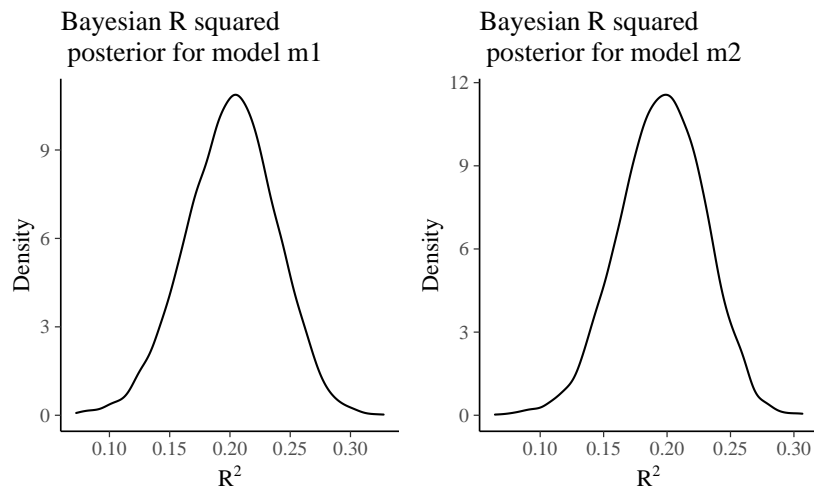 Bayesian R squared
posterior for model m1
Density
9
6
3
0
0.10 0.15 0.20 0.25 0.30
R²
Bayesian R squared
posterior for model m2
Density
12
9
6
3
0
0.10 0.15 0.20 0.25 0.30
R²